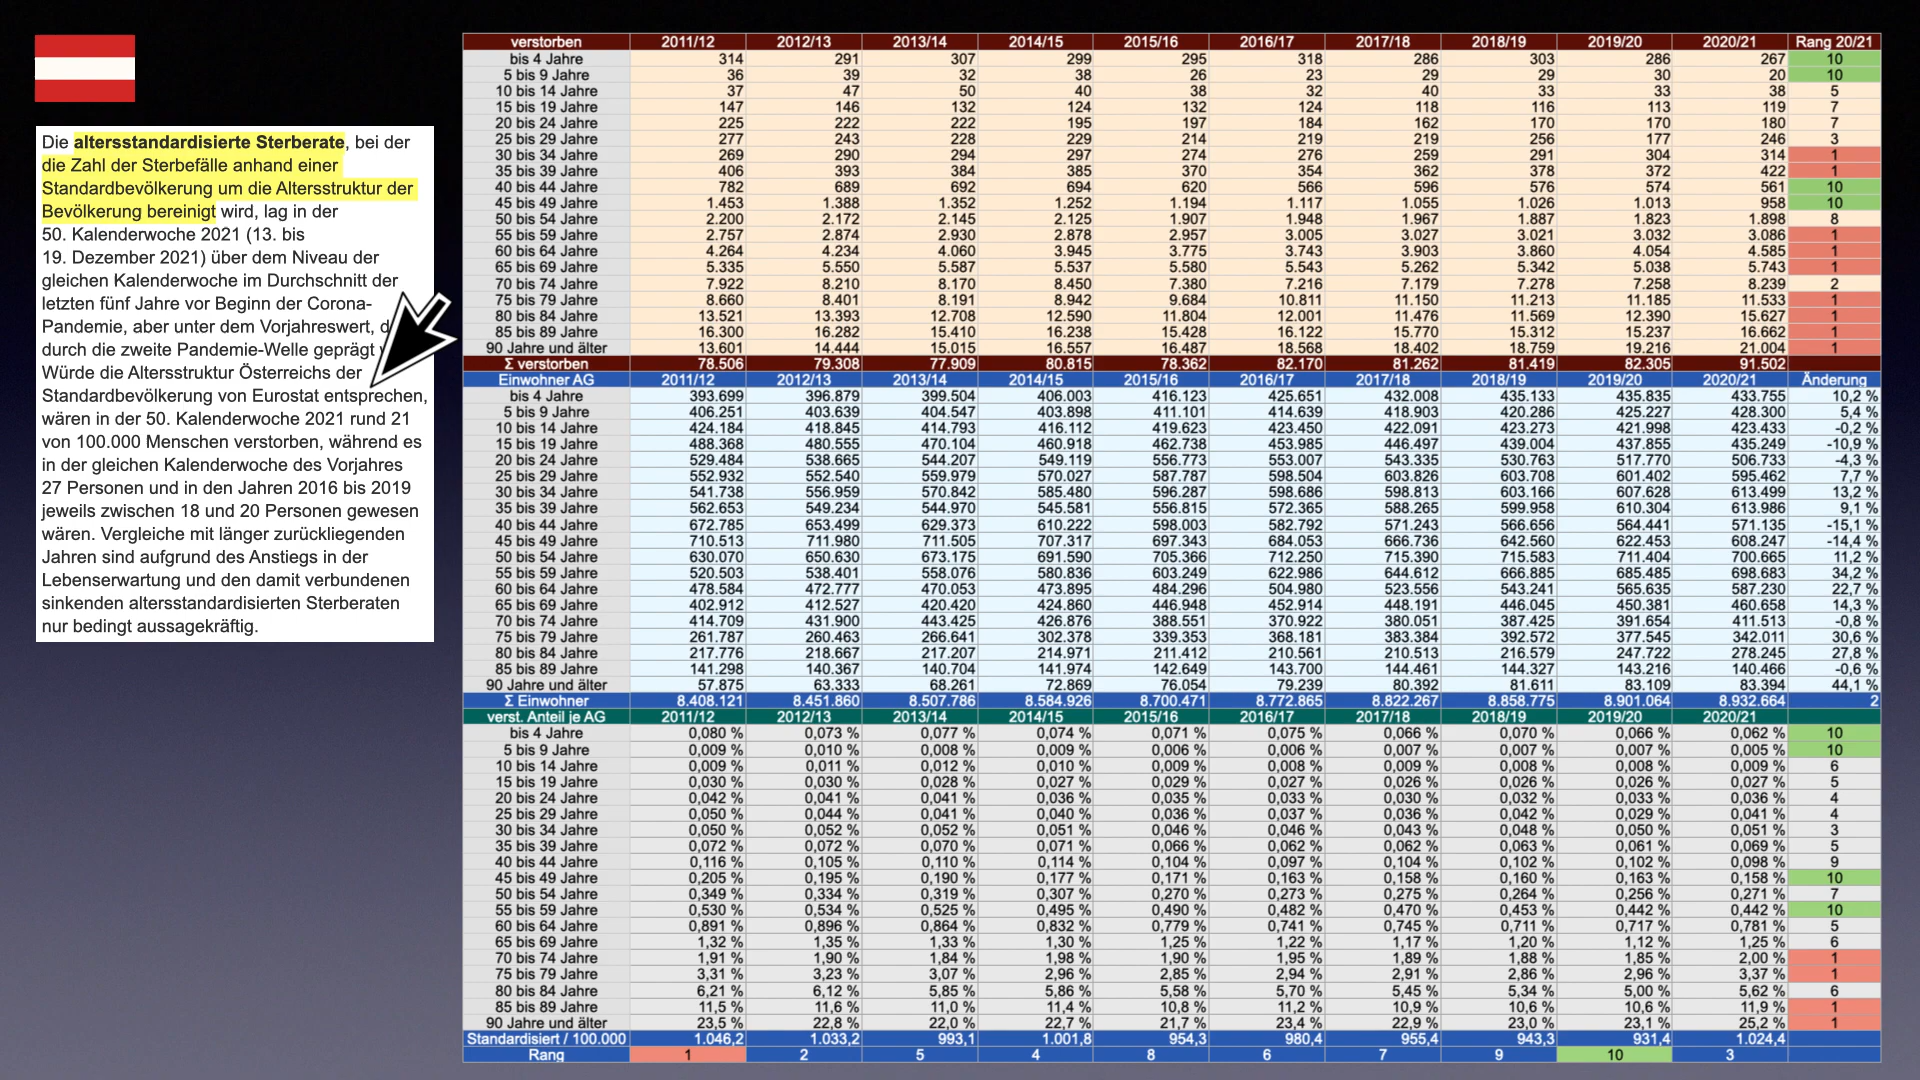 Die altersstandardisierte Sterberate, bei der
die Zahl der Sterbefälle anhand einer
Standardbevölkerung um die Altersstruktur der
Bevölkerung bereinigt wird, lag in der
50. Kalenderwoche 2021 (13. bis
19. Dezember 2021) über dem Niveau der
gleichen Kalenderwoche im Durchschnitt der
letzten fünf Jahre vor Beginn der Corona-
Pandemie, aber unter dem Vorjahreswert,
durch die zweite Pandemie-Welle geprägt
Würde die Altersstruktur Österreichs der
Standardbevölkerung von Eurostat entsprechen,
wären in der 50. Kalenderwoche 2021 rund 21
von 100.000 Menschen verstorben, während es
in der gleichen Kalenderwoche des Vorjahres
27 Personen und in den Jahren 2016 bis 2019
jeweils zwischen 18 und 20 Personen gewesen
wären. Vergleiche mit länger zurückliegenden
Jahren sind aufgrund des Anstiegs in der
Lebenserwartung und den damit verbundenen
sinkenden altersstandardisierten Sterberaten
nur bedingt aussagekräftig.
verstorben 2011/12 2012/13 2013/14 2014/15 2015/16 2016/17 2017/18 2018/19 2019/20 2020/21 Rang 20/21
bis 4 Jahre 314 291 307 299 295 318 286 303 286 267 10
5 bis 9 Jahre 36 39 32 38 26 23 29 29 30 20 10
10 bis 14 Jahre 37 47 50 40 38 32 40 33 33 38 5
15 bis 19 Jahre 147 146 132 124 132 124 118 116 113 119 7
20 bis 24 Jahre 225 222 222 195 197 184 162 170 170 180 7
25 bis 29 Jahre 277 243 228 229 214 219 219 256 177 246 3
30 bis 34 Jahre 269 290 294 297 274 276 259 291 304 314 1
35 bis 39 Jahre 406 393 384 385 370 354 362 378 372 422 1
40 bis 44 Jahre 782 689 692 694 620 566 596 576 574 561 10
45 bis 49 Jahre 1.453 1.388 1.352 1.252 1.194 1.117 1.055 1.026 1.013 958 10
50 bis 54 Jahre 2.200 2.172 2.145 2.125 1.907 1.948 1.967 1.887 1.823 1.898 8
55 bis 59 Jahre 2.757 2.874 2.930 2.878 2.957 3.005 3.027 3.021 3.032 3.086 1
60 bis 64 Jahre 4.264 4.234 4.060 3.945 3.775 3.743 3.903 3.860 4.054 4.585 1
65 bis 69 Jahre 5.335 5.550 5.587 5.537 5.580 5.543 5.262 5.342 5.038 5.743 1
70 bis 74 Jahre 7.922 8.210 8.170 8.450 7.380 7.216 7.179 7.278 7.258 8.239 2
75 bis 79 Jahre 8.660 8.401 8.191 8.942 9.684 10.811 11.150 11.213 11.185 11.533 1
80 bis 84 Jahre 13.521 13.393 12.708 12.590 11.804 12.001 11.476 11.569 12.390 15.627 1
85 bis 89 Jahre 16.300 16.282 15.410 16.238 15.428 16.122 15.770 15.312 15.237 16.662 1
90 Jahre und älter 13.601 14.444 15.015 16.557 16.487 18.568 18.402 18.759 19.216 21.004 1
Σ verstorben 78.506 79.308 77.909 80.815 78.362 82.170 81.262 81.419 82.305 91.502
Einwohner AG 2011/12 2012/13 2013/14 2014/15 2015/16 2016/17 2017/18 2018/19 2019/20 2020/21 Änderung
bis 4 Jahre 393.699 396.879 399.504 406.003 416.123 425.651 432.008 435.133 435.835 433.755 10,2 %
5 bis 9 Jahre 406.251 403.639 404.547 403.898 411.101 414.639 418.903 420.286 425.227 428.300 5,4 %
10 bis 14 Jahre 424.184 418.845 414.793 416.112 419.623 423.450 422.091 423.273 421.998 423.433 -0,2 %
15 bis 19 Jahre 488.368 480.555 470.104 460.918 462.738 453.985 446.497 439.004 437.855 435.249 -10,9 %
20 bis 24 Jahre 529.484 538.665 544.207 549.119 556.773 553.007 543.335 530.763 517.770 506.733 -4,3 %
25 bis 29 Jahre 552.932 552.540 559.979 570.027 587.787 598.504 603.826 603.708 601.402 595.462 7,7 %
30 bis 34 Jahre 541.738 556.959 570.842 585.480 596.287 598.686 598.813 603.166 607.628 613.499 13,2 %
35 bis 39 Jahre 562.653 549.234 544.970 545.581 556.815 572.365 588.265 599.958 610.304 613.986 9,1 %
40 bis 44 Jahre 672.785 653.499 629.373 610.222 598.003 582.792 571.243 566.656 564.441 571.135 -15,1 %
45 bis 49 Jahre 710.513 711.980 711.505 707.317 697.343 684.053 666.736 642.560 622.453 608.247 -14,4 %
50 bis 54 Jahre 630.070 650.630 673.175 691.590 705.366 712.250 715.390 715.583 711.404 700.665 11,2 %
55 bis 59 Jahre 520.503 538.401 558.076 580.836 603.249 622.986 644.612 666.885 685.485 698.683 34,2 %
60 bis 64 Jahre 478.584 472.777 470.053 473.895 484.296 504.980 523.556 543.241 565.635 587.230 22,7 %
65 bis 69 Jahre 402.912 412.527 420.420 424.860 446.948 452.914 448.191 446.045 450.381 460.658 14,3 %
70 bis 74 Jahre 414.709 431.900 443.425 426.876 388.551 370.922 380.051 387.425 391.654 411.513 -0,8 %
75 bis 79 Jahre 261.787 260.463 266.641 302.378 339.353 368.181 383.384 392.572 377.545 342.011 30,6 %
80 bis 84 Jahre 217.776 218.667 217.207 214.971 211.412 210.561 210.513 216.579 247.722 278.245 27,8 %
85 bis 89 Jahre 141.298 140.367 140.704 141.974 142.649 143.700 144.461 144.327 143.216 140.466 -0,6 %
90 Jahre und älter 57.875 63.333 68.261 72.869 76.054 79.239 80.392 81.611 83.109 83.394 44,1 %
Σ Einwohner 8.408.121 8.451.860 8.507.786 8.584.926 8.700.471 8.772.865 8.822.267 8.858.775 8.901.064 8.932.664 2
verst. Anteil je AG 2011/12 2012/13 2013/14 2014/15 2015/16 2016/17 2017/18 2018/19 2019/20 2020/21
bis 4 Jahre 0,080 % 0,073 % 0,077 % 0,074 % 0,071 % 0,075 % 0,066 % 0,070 % 0,066 % 0,062 % 10
5 bis 9 Jahre 0,009 % 0,010 % 0,008 % 0,009 % 0,006 % 0,006 % 0,007 % 0,007 % 0,007 % 0,005 % 10
10 bis 14 Jahre 0,009 % 0,011 % 0,012 % 0,010 % 0,009 % 0,008 % 0,009 % 0,008 % 0,008 % 0,009 % 6
15 bis 19 Jahre 0,030 % 0,030 % 0,028 % 0,027 % 0,029 % 0,027 % 0,026 % 0,026 % 0,026 % 0,027 % 5
20 bis 24 Jahre 0,042 % 0,041 % 0,041 % 0,036 % 0,035 % 0,033 % 0,030 % 0,032 % 0,033 % 0,036 % 4
25 bis 29 Jahre 0,050 % 0,044 % 0,041 % 0,040 % 0,036 % 0,037 % 0,036 % 0,042 % 0,029 % 0,041 % 4
30 bis 34 Jahre 0,050 % 0,052 % 0,052 % 0,051 % 0,046 % 0,046 % 0,043 % 0,048 % 0,050 % 0,051 % 3
35 bis 39 Jahre 0,072 % 0,072 % 0,070 % 0,071 % 0,066 % 0,062 % 0,062 % 0,063 % 0,061 % 0,069 % 5
40 bis 44 Jahre 0,116 % 0,105 % 0,110 % 0,114 % 0,104 % 0,097 % 0,104 % 0,102 % 0,102 % 0,098 % 9
45 bis 49 Jahre 0,205 % 0,195 % 0,190 % 0,177 % 0,171 % 0,163 % 0,158 % 0,160 % 0,163 % 0,158 % 10
50 bis 54 Jahre 0,349 % 0,334 % 0,319 % 0,307 % 0,270 % 0,273 % 0,275 % 0,264 % 0,256 % 0,271 % 7
55 bis 59 Jahre 0,530 % 0,534 % 0,525 % 0,495 % 0,490 % 0,482 % 0,470 % 0,453 % 0,442 % 0,442 % 10
60 bis 64 Jahre 0,891 % 0,896 % 0,864 % 0,832 % 0,779 % 0,741 % 0,745 % 0,711 % 0,717 % 0,781 % 5
65 bis 69 Jahre 1,32 % 1,35 % 1,33 % 1,30 % 1,25 % 1,22 % 1,17 % 1,20 % 1,12 % 1,25 % 6
70 bis 74 Jahre 1,91 % 1,90 % 1,84 % 1,98 % 1,90 % 1,95 % 1,89 % 1,88 % 1,85 % 2,00 % 1
75 bis 79 Jahre 3,31 % 3,23 % 3,07 % 2,96 % 2,85 % 2,94 % 2,91 % 2,86 % 2,96 % 3,37 % 1
80 bis 84 Jahre 6,21 % 6,12 % 5,85 % 5,86 % 5,58 % 5,70 % 5,45 % 5,34 % 5,00 % 5,62 % 6
85 bis 89 Jahre 11,5 % 11,6 % 11,0 % 11,4 % 10,8 % 11,2 % 10,9 % 10,6 % 10,6 % 11,9 % 1
90 Jahre und älter 23,5 % 22,8 % 22,0 % 22,7 % 21,7 % 23,4 % 22,9 % 23,0 % 23,1 % 25,2 % 1
Standardisiert / 100.000 1.046,2 1.033,2 993,1 1.001,8 954,3 980,4 955,4 943,3 931,4 1.024,4
Rang 1 2 5 4 8 6 7 9 10 3